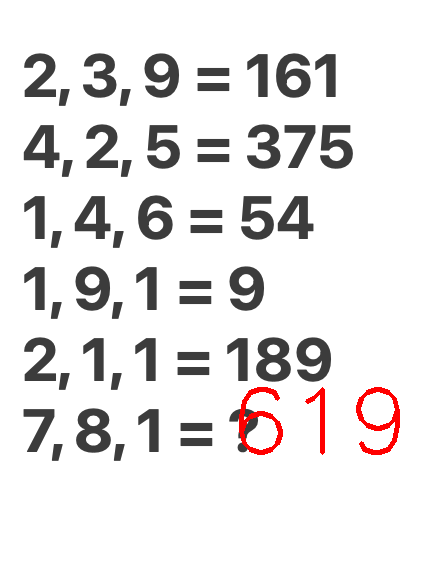 2, 3, 9 = 161
4, 2, 5 = 375
1, 4, 6 = 54
1, 9, 1 = 9
2, 1, 1 = 189
7, 8, 1 = ? 619